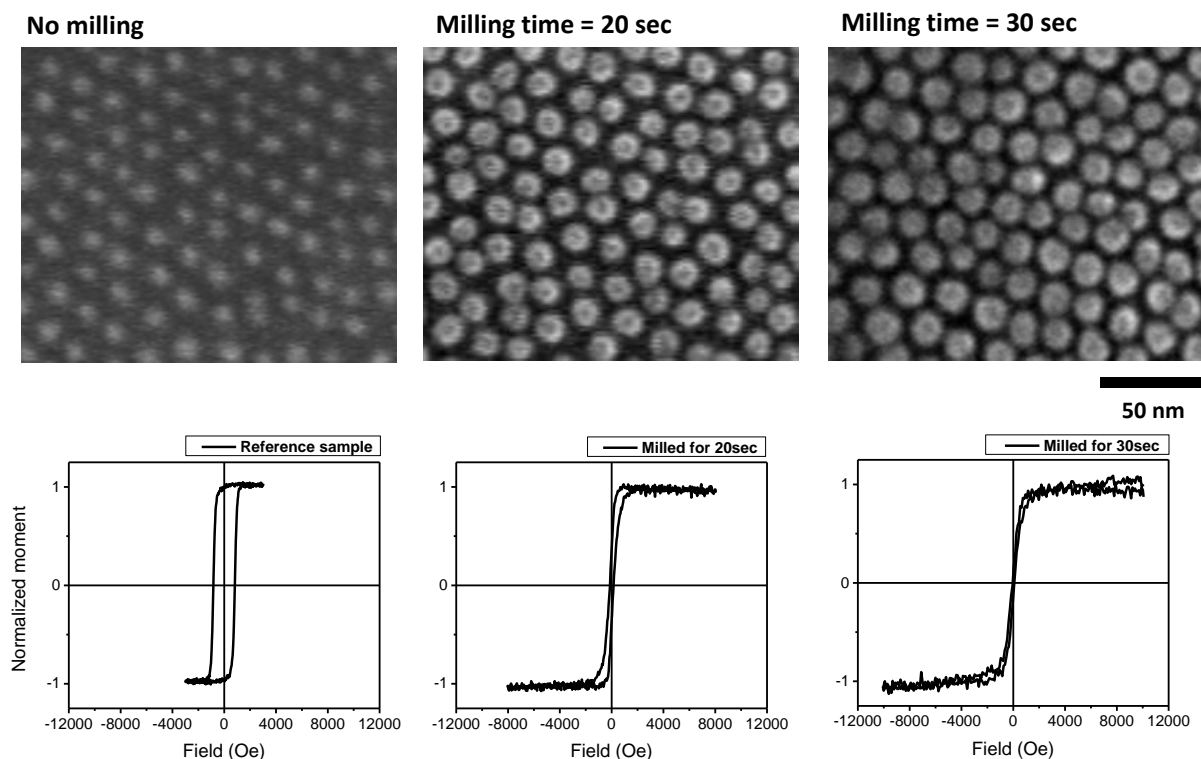 No milling
Milling time = 20 sec
Milling time = 30 sec
50 nm
Reference sample
Normalized moment
1
0
-1
-12000 -8000 -4000 0 4000 8000 12000
Field (Oe)
Milled for 20sec
1
0
-1
-12000 -8000 -4000 0 4000 8000 12000
Field (Oe)
Milled for 30sec
1
0
-1
-12000 -8000 -4000 0 4000 8000 12000
Field (Oe)